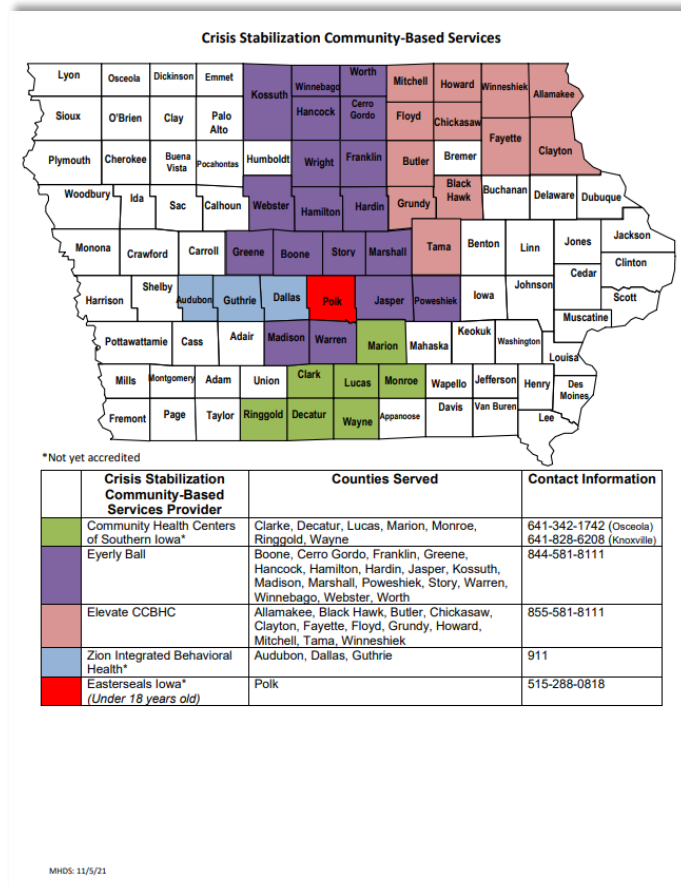 Crisis Stabilization Community-Based Services
Lyon
Osceola
Dickinson
Emmet
Kossuth
Winnebago
Worth
Mitchell
Howard
Winneshiek
Allamakee
Sioux
O'Brien
Clay
Palo
Alto
Hancock
Cerro
Gordo
Floyd
Chickasaw
Fayette
Clayton
Plymouth
Cherokee
Buena
Vista
Pocahontas
Humboldt
Wright
Franklin
Butler
Bremer
Woodbury
Ida
Sac
Calhoun
Webster
Hamilton
Hardin
Grundy
Black
Hawk
Buchanan
Delaware
Dubuque
Monona
Crawford
Carroll
Greene
Boone
Story
Marshall
Tama
Benton
Linn
Jones
Jackson
Clinton
Harrison
Shelby
Audubon
Guthrie
Dallas
Polk
Jasper
Poweshiek
Iowa
Johnson
Cedar
Scott
Muscatine
Pottawattamie
Cass
Adair
Madison
Warren
Marion
Mahaska
Keokuk
Washington
Louisa
Mills
Montgomery
Adam
Union
Clark
Lucas
Monroe
Wapello
Jefferson
Henry
Des
Moines
Fremont
Page
Taylor
Ringgold
Decatur
Wayne
Appanoose
Davis
Van Buren
Lee
*Not yet accredited
Crisis Stabilization
Community-Based
Services Provider
Counties Served
Contact Information
Community Health Centers
of Southern Iowa*
Clarke, Decatur, Lucas, Marion, Monroe,
Ringgold, Wayne
641-342-1742 (Osceola)
641-828-6208 (Knoxville)
Eyerly Ball
Boone, Cerro Gordo, Franklin, Greene,
Hancock, Hamilton, Hardin, Jasper, Kossuth,
Madison, Marshall, Poweshiek, Story, Warren,
Winnebago, Webster, Worth
844-581-8111
Elevate CCBHC
Allamakee, Black Hawk, Butler, Chickasaw,
Clayton, Fayette, Floyd, Grundy, Howard,
Mitchell, Tama, Winneshiek
855-581-8111
Zion Integrated Behavioral
Health*
Audubon, Dallas, Guthrie
911
Easterseals Iowa*
(Under 18 years old)
Polk
515-288-0818
MHDS: 11/5/21